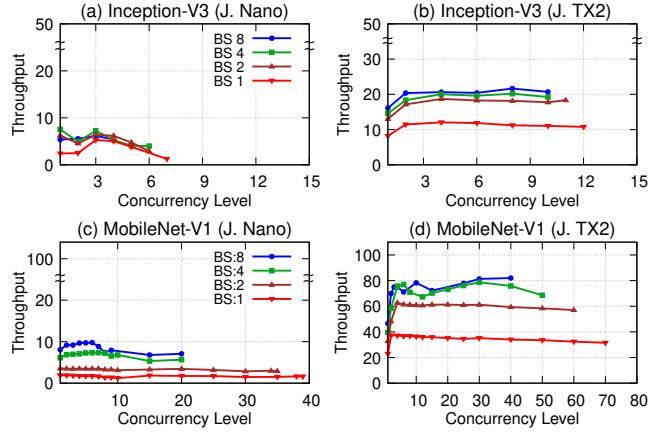 (a) Inception-V3 (J. Nano)
(b) Inception-V3 (J. TX2)
Throughput
50
20
10
0
≈
≈
BS 8
BS 4
BS 2
BS 1
3 6 9 12 15
Concurrency Level
Throughput
50
30
20
10
0
≈
≈
3 6 9 12 15
Concurrency Level
(c) MobileNet-V1 (J. Nano)
(d) MobileNet-V1 (J. TX2)
Throughput
100
20
10
0
≈
≈
BS:8
BS:4
BS:2
BS:1
10 20 30 40
Concurrency Level
Throughput
100
80
60
40
20
0
10 20 30 40 50 60 70 80
Concurrency Level